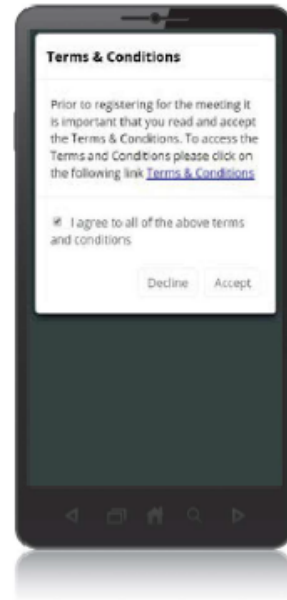 Terms & Conditions
Prior to registering for the meeting it
is important that you read and accept
the Terms & Conditions. To access the
Terms and Conditions please click on
the following link Terms & Conditions
I agree to all of the above terms
and conditions
Decline Accept